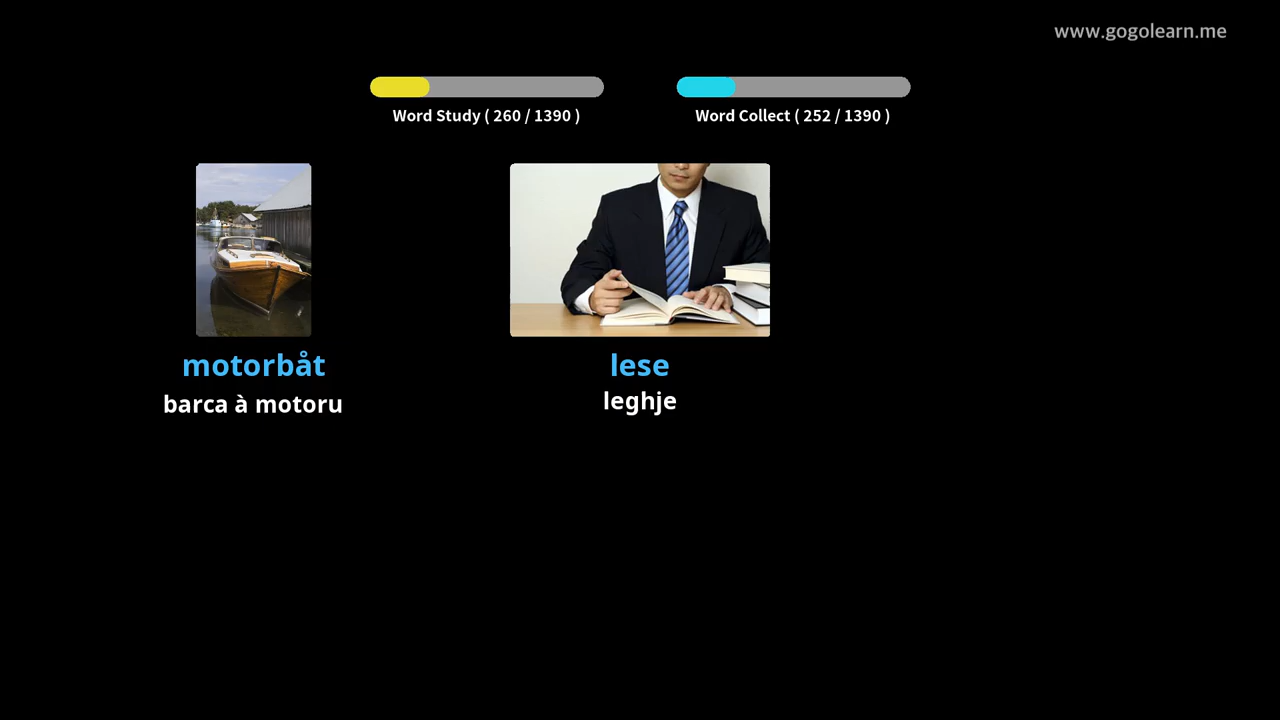 www.gogolearn.me
Word Study ( 260 / 1390 )
Word Collect ( 252 / 1390 )
motorbåt
barca à motoru
lese
leghje